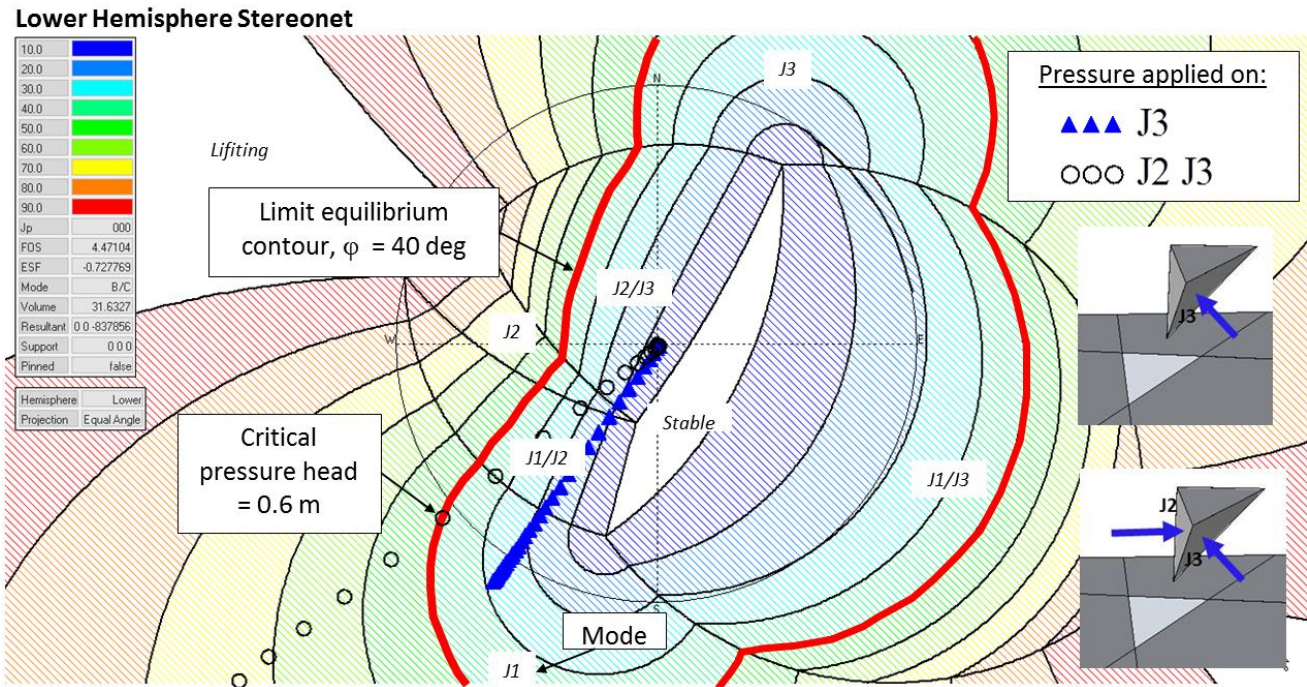 Lower Hemisphere Stereonet
10.0
20.0
30.0
40.0
50.0
60.0
70.0
80.0
90.0
Jp 000
FOS 4.47104
ESF -0.727769
Mode B/C
Volume 31.6327
Resultant 0 0 -837856
Support 0 0 0
Pinned false
Hemisphere Lower
Projection Equal Angle
Lifiting
Limit equilibrium
contour, φ = 40 deg
Critical
pressure head
= 0.6 m
N
W
E
S
J3
J2/J3
J2
Stable
J1/J2
J1/J3
Mode
J1
Pressure applied on:
J3
J2 J3
J3
J2
J3